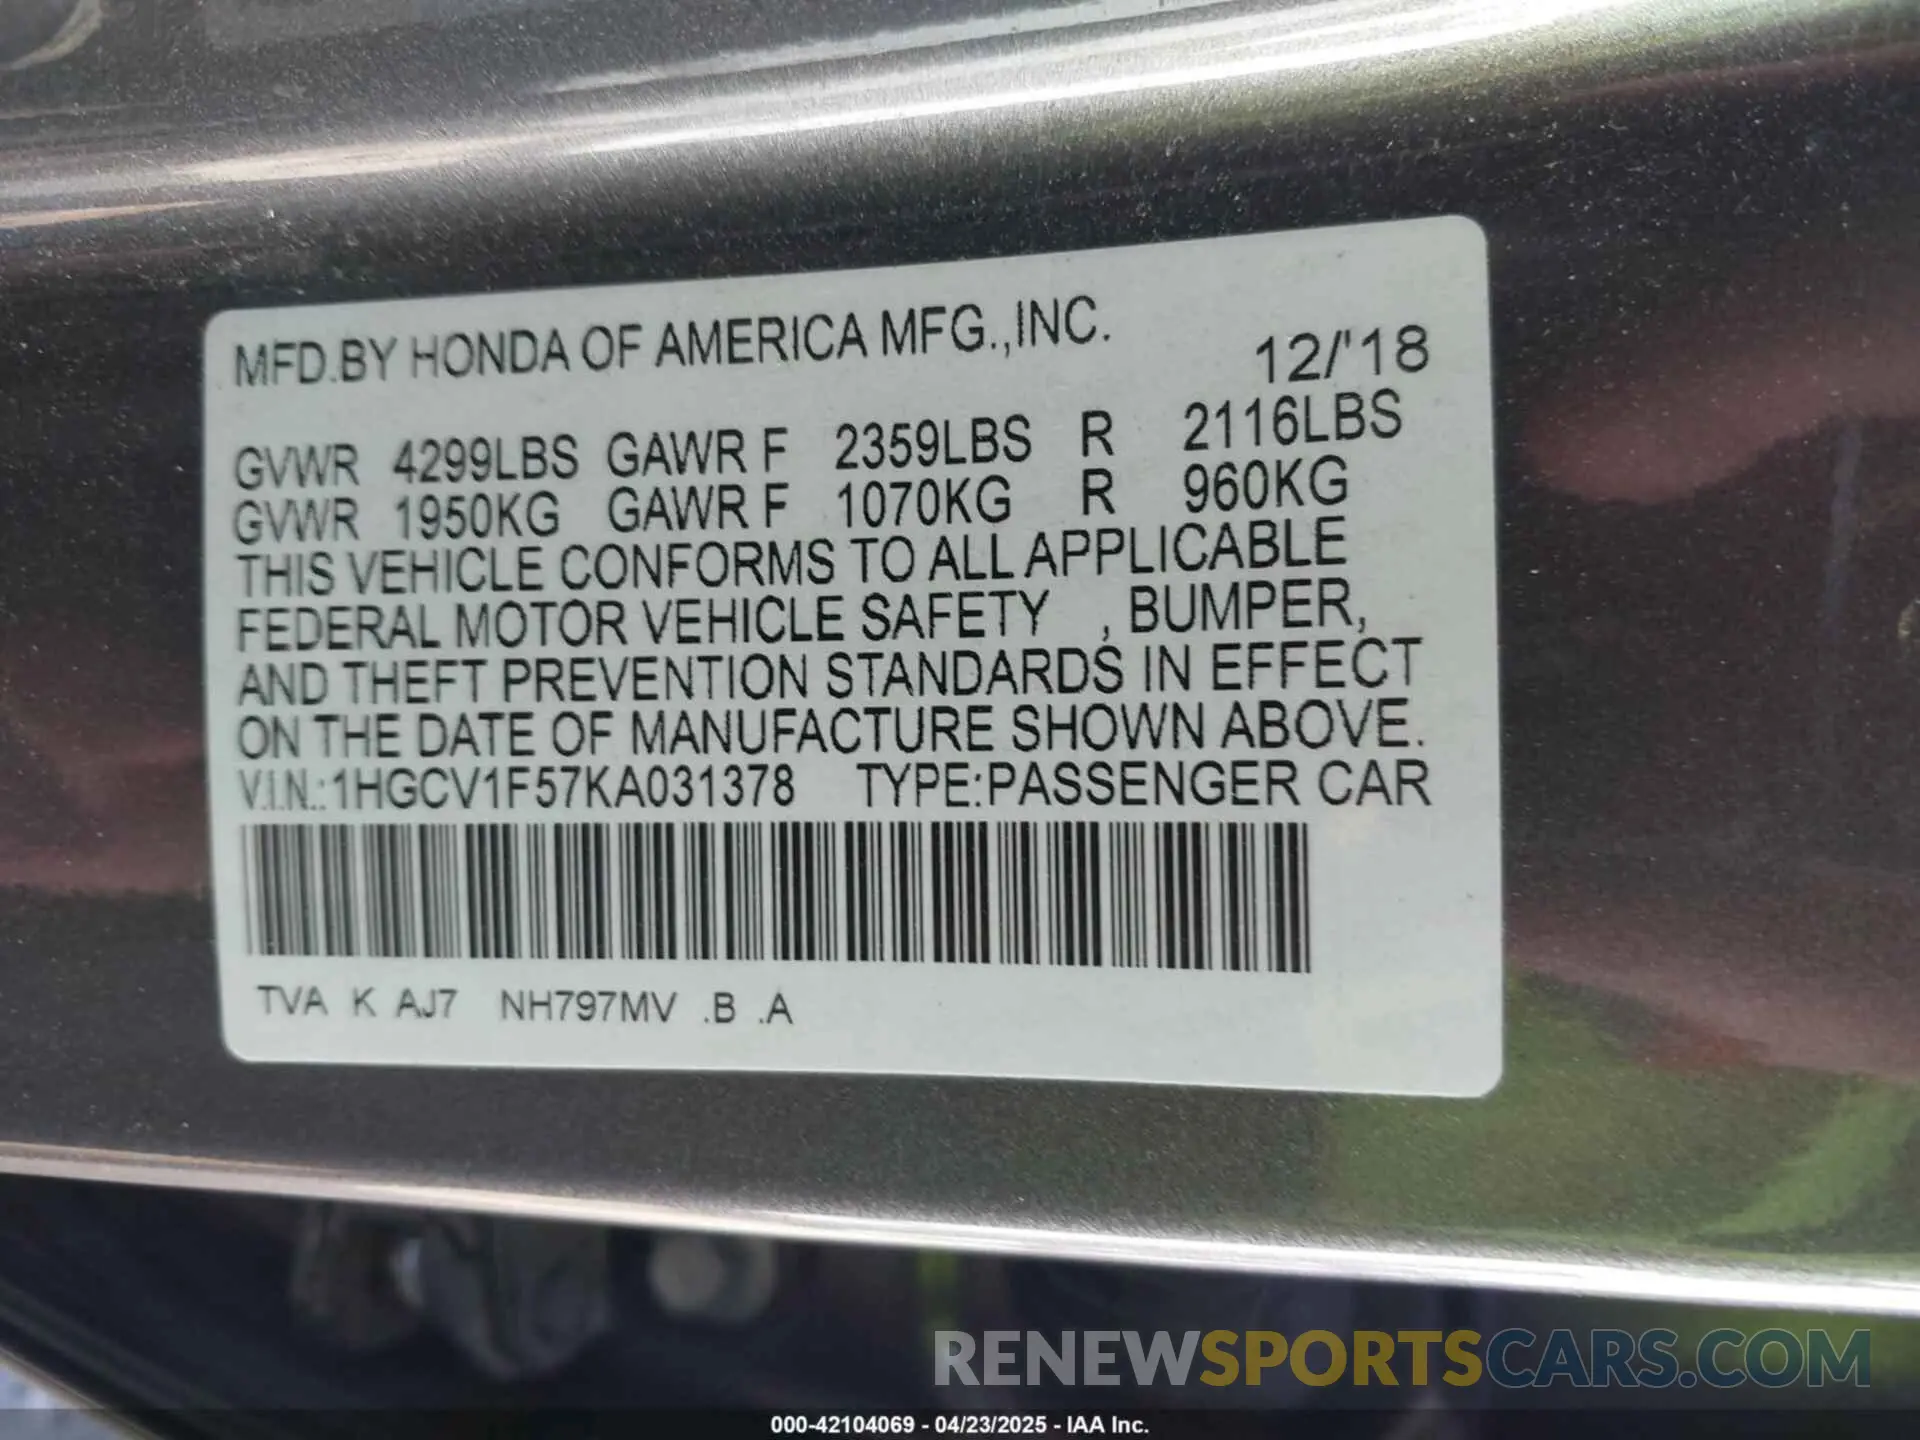 MFD.BY HONDA OF AMERICA MFG.,INC.
12/'18
GVWR 4299LBS GAWR F 2359LBS R 2116LBS
GVWR 1950KG GAWR F 1070KG R 960KG
THIS VEHICLE CONFORMS TO ALL APPLICABLE
FEDERAL MOTOR VEHICLE SAFETY , BUMPER,
AND THEFT PREVENTION STANDARDS IN EFFECT
ON THE DATE OF MANUFACTURE SHOWN ABOVE.
V.I.N.:1HGCV1F57KA031378 TYPE:PASSENGER CAR
TVA K AJ7 NH797MV .B .A
RENEWSPORTSCARS.COM
000-42104069 - 04/23/2025 - IAA Inc.